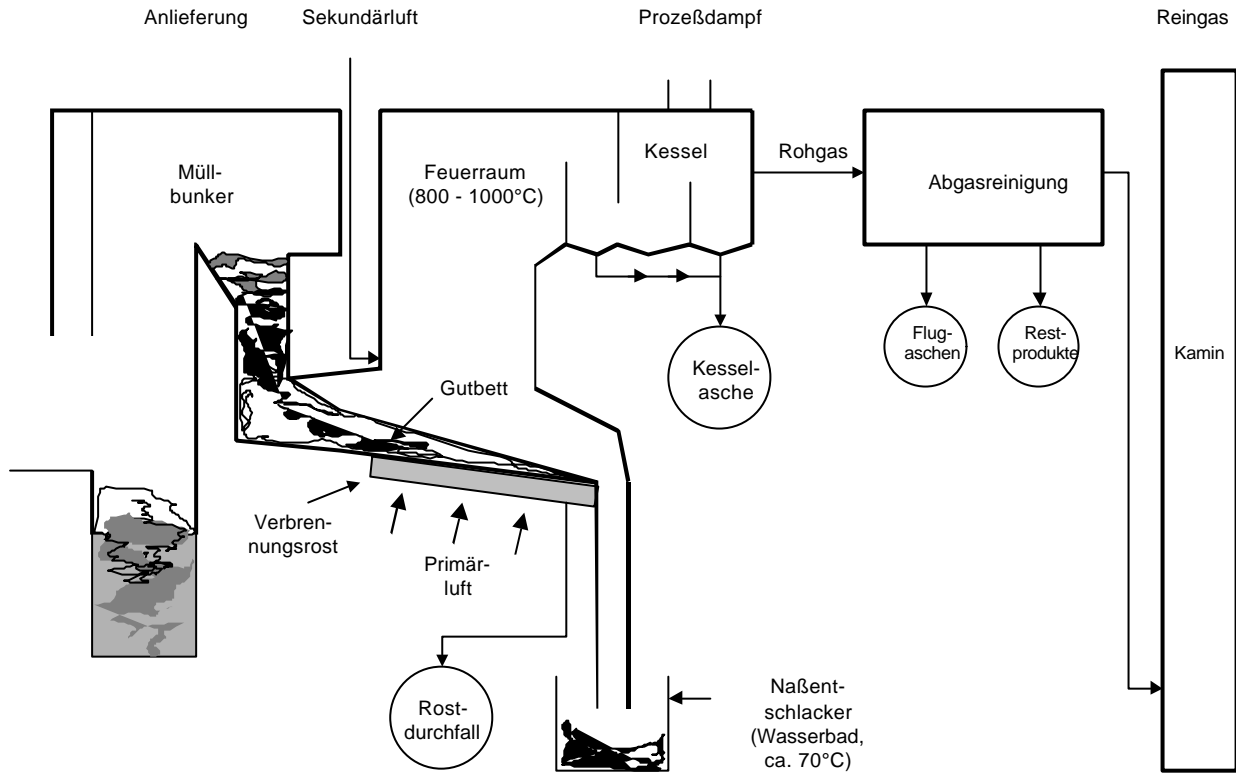 Anlieferung
Sekundärluft
Prozeßdampf
Reingas
Müll-
bunker
Feuerraum
(800 - 1000°C)
Kessel
Rohgas
Abgasreinigung
Kessel-
asche
Flug-
aschen
Rest-
produkte
Kamin
Gutbett
Verbren-
nungsrost
Primär-
luft
Rost-
durchfall
Naßent-
schlacker
(Wasserbad,
ca. 70°C)